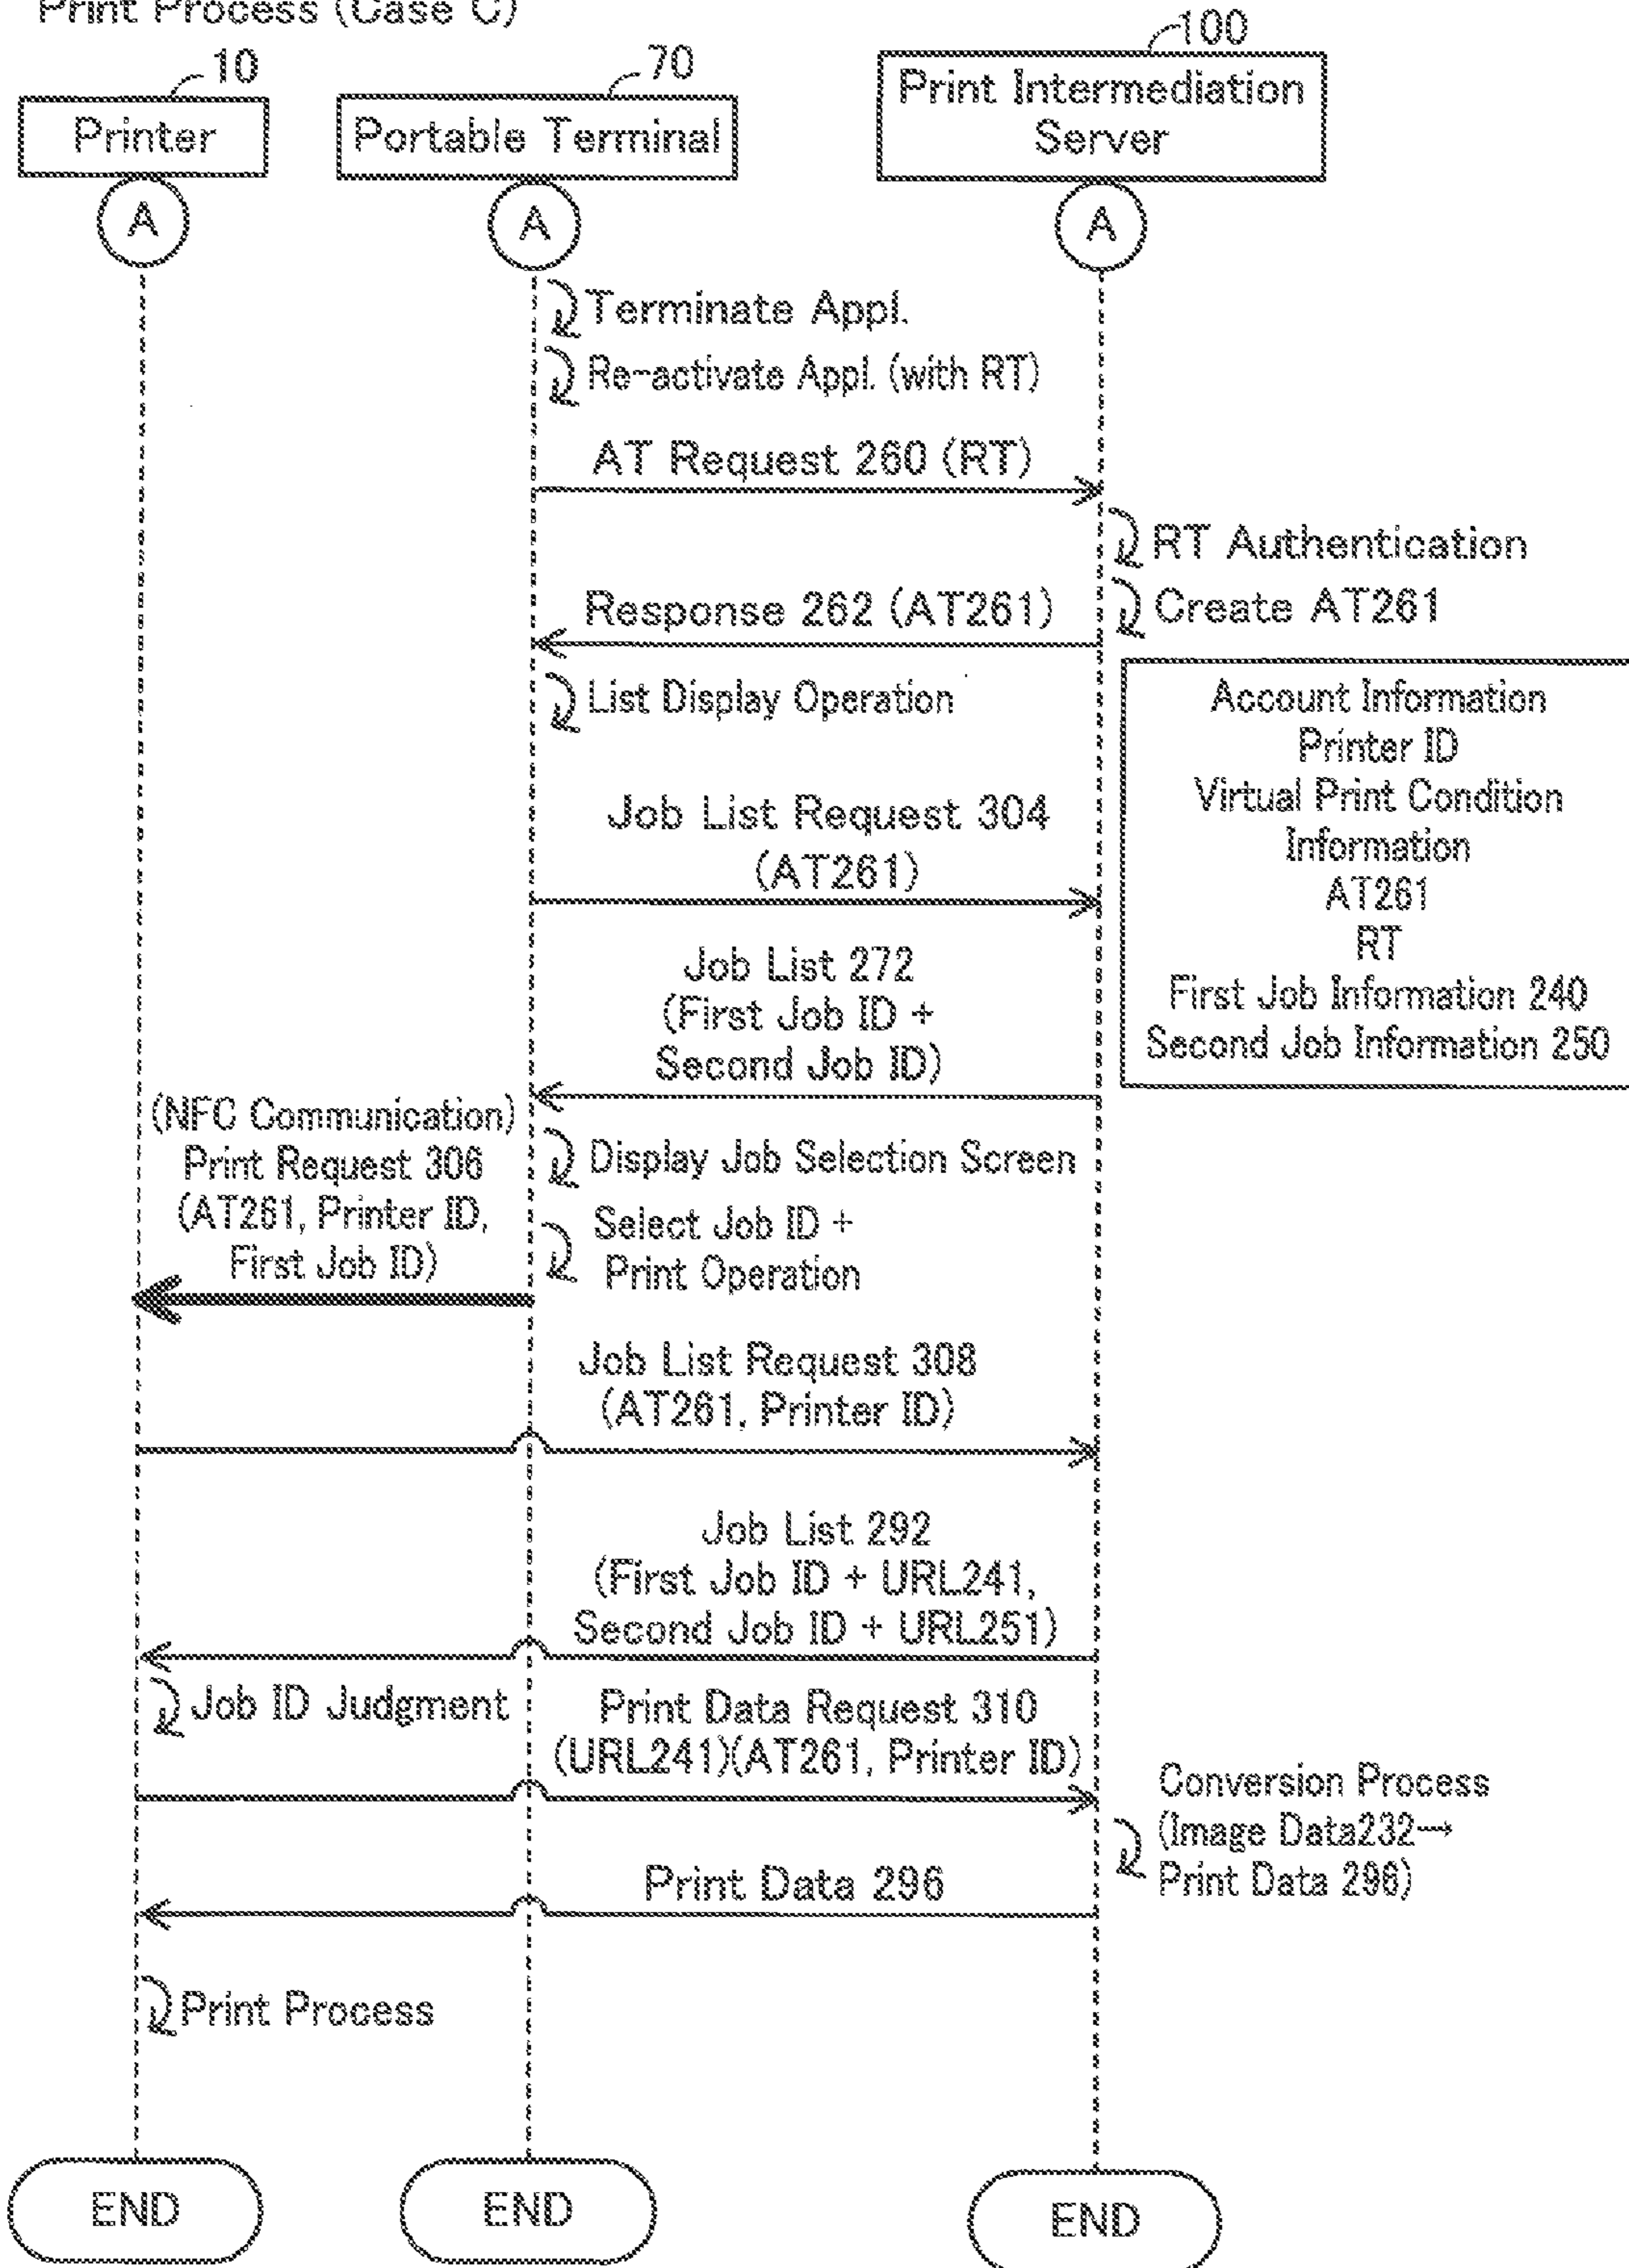 Print Process (Case C)
10
70
100
Printer
Portable Terminal
Print Intermediation
Server
A
A
A
Terminate Appl.
Re-activate Appl. (with RT)
AT Request 260 (RT)
RT Authentication
Response 262 (AT261)
Create AT261
List Display Operation
Account Information
Printer ID
Virtual Print Condition
Information
AT261
RT
First Job Information 240
Second Job Information 250
Job List Request 304
(AT261)
Job List 272
(First Job ID +
Second Job ID)
(NFC Communication)
Print Request 306
(AT261, Printer ID,
First Job ID)
Display Job Selection Screen
Select Job ID +
Print Operation
Job List Request 308
(AT261, Printer ID)
Job List 292
(First Job ID + URL241,
Second Job ID + URL251)
Job ID Judgment
Print Data Request 310
(URL241)(AT261, Printer ID)
Conversion Process
(Image Data232→
Print Data 296)
Print Data 296
Print Process
END
END
END